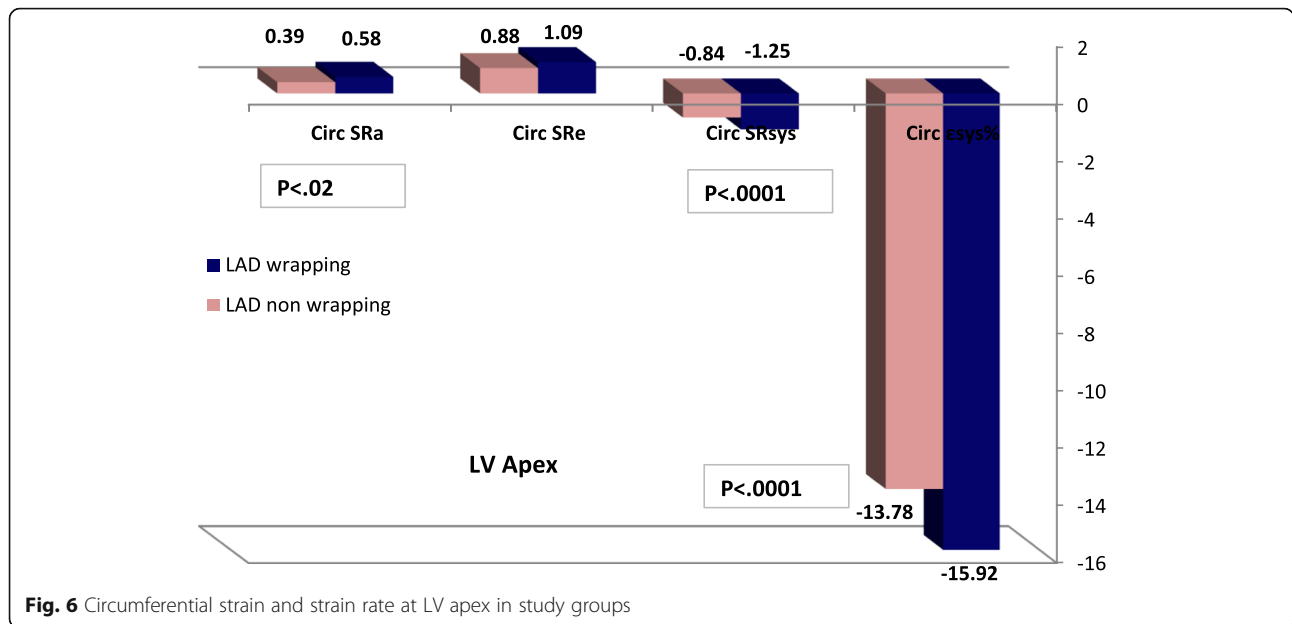 0.39
0.58
0.88
1.09
-0.84
-1.25
2
0
-2
-4
-6
-8
-10
-12
-14
-16
Circ SRa
Circ SRe
Circ SRsys
Circ εsys%
P<.02
P<.0001
LAD wrapping
LAD non wrapping
LV Apex
P<.0001
-13.78
-15.92
Fig. 6 Circumferential strain and strain rate at LV apex in study groups